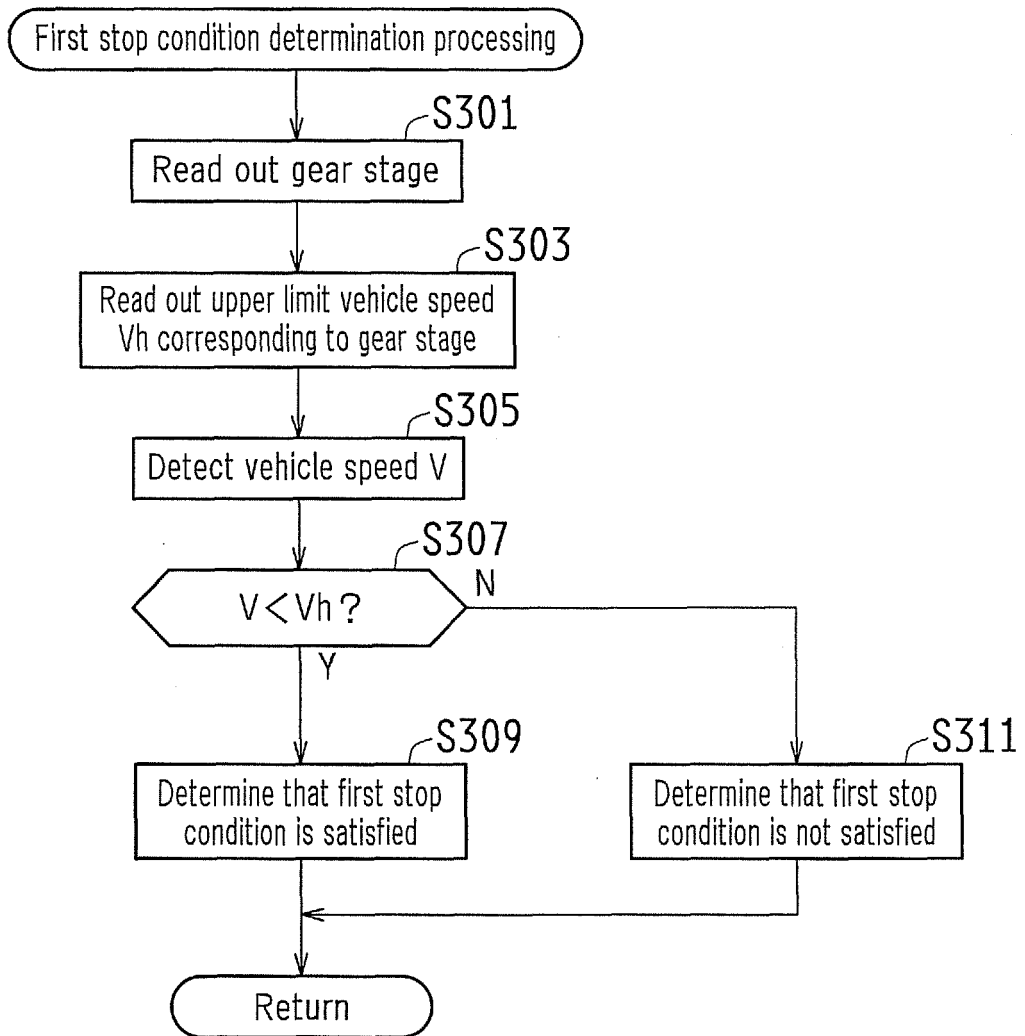 First stop condition determination processing
S301
Read out gear stage
S303
Read out upper limit vehicle speed
Vh corresponding to gear stage
S305
Detect vehicle speed V
S307
V<Vh?
N
Y
S309
Determine that first stop
condition is satisfied
S311
Determine that first stop
condition is not satisfied
Return